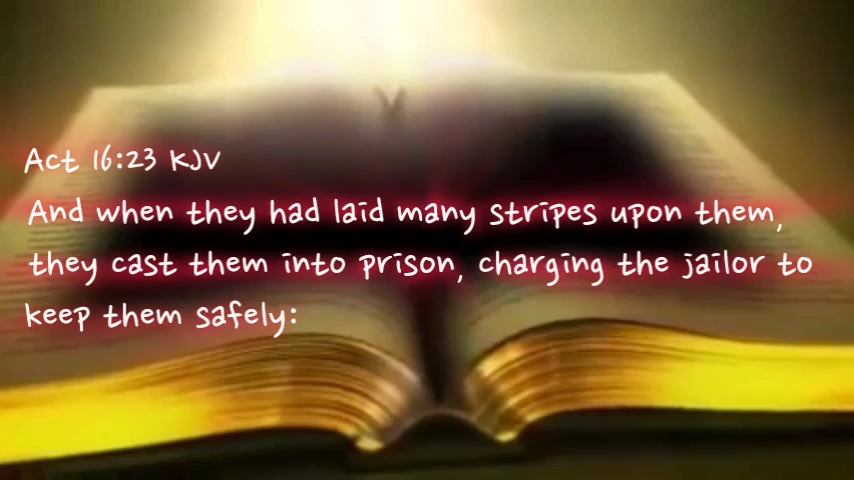 Act 16:23 KJV
And when they had laid many stripes upon them,
they cast them into prison, charging the jailor to
keep them safely: